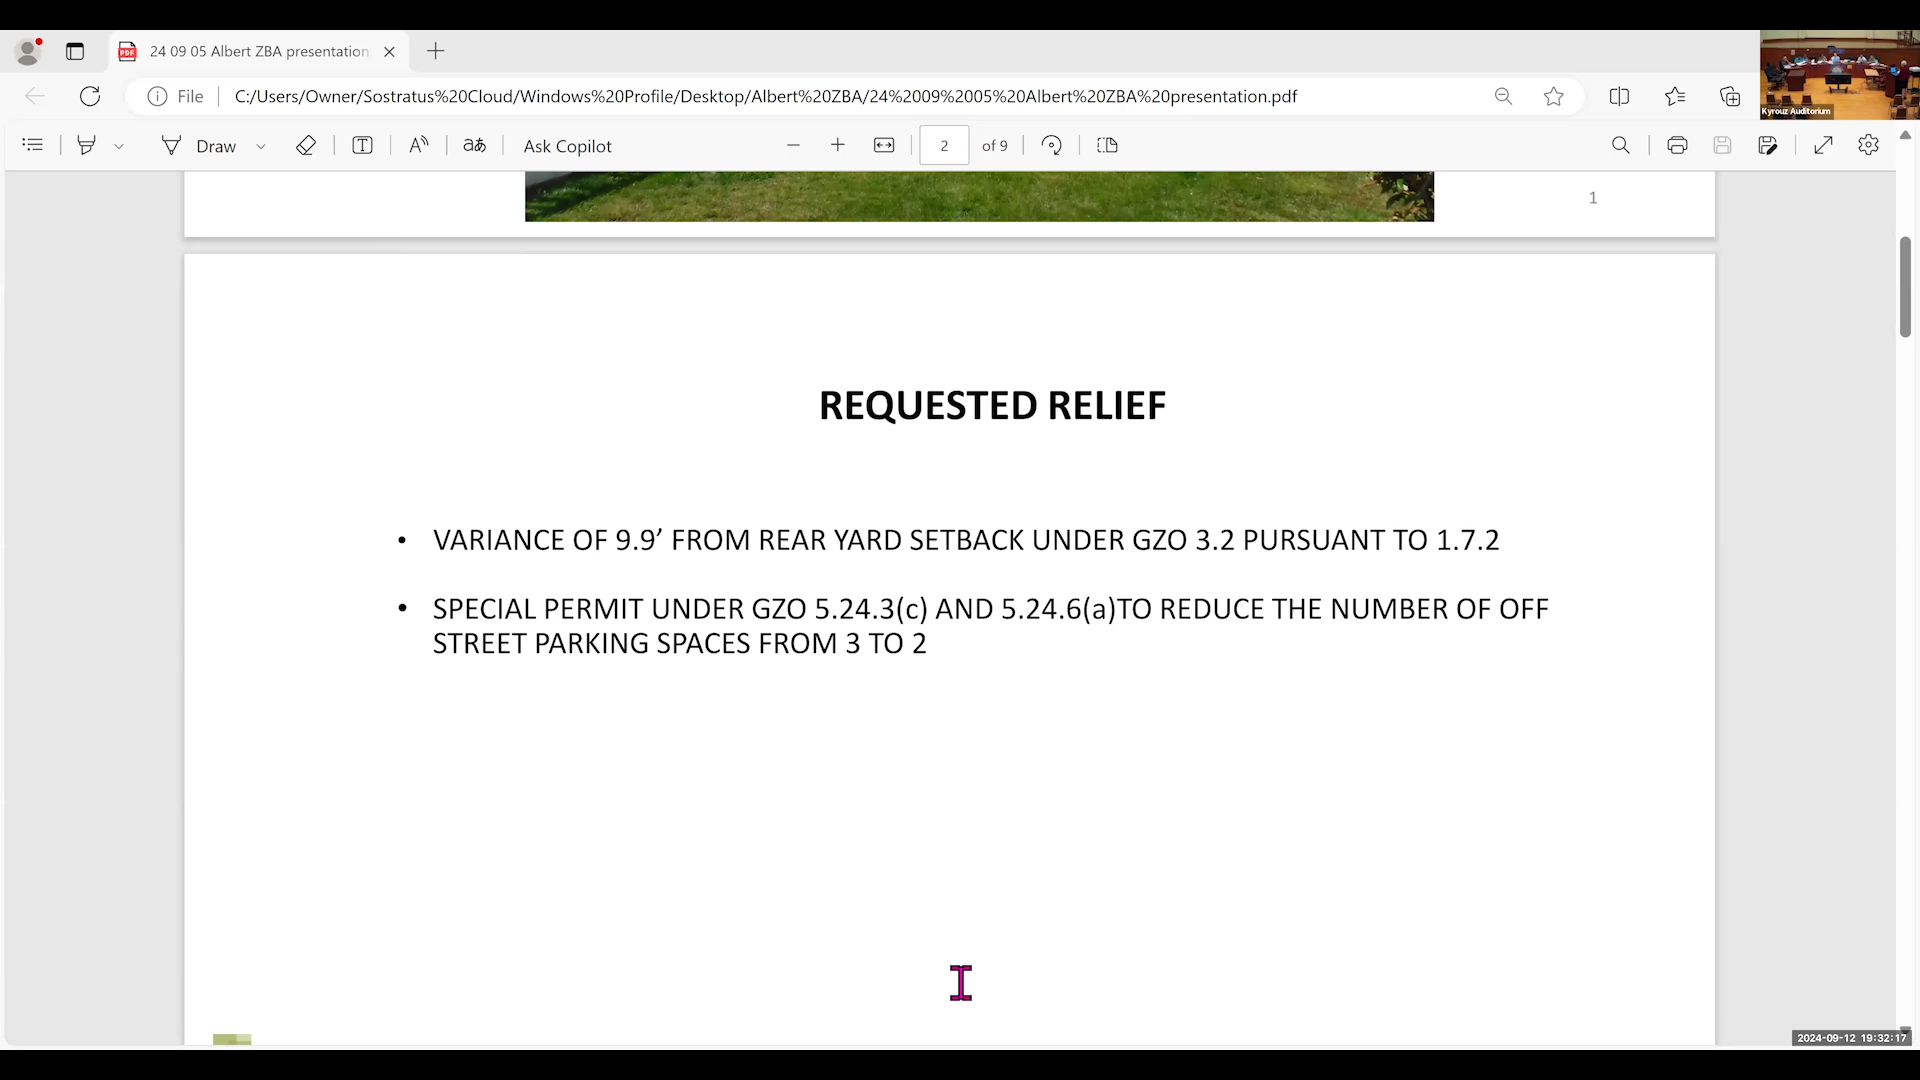 24 09 05 Albert ZBA presentation
File
C:/Users/Owner/Sostratus%20Cloud/Windows%20Profile/Desktop/Albert%20ZBA/24%2009%2005%20Albert%20ZBA%20presentation.pdf
Kyrouz Auditorium
Draw
Ask Copilot
2
of 9
1
REQUESTED RELIEF
• VARIANCE OF 9.9’ FROM REAR YARD SETBACK UNDER GZO 3.2 PURSUANT TO 1.7.2
• SPECIAL PERMIT UNDER GZO 5.24.3(c) AND 5.24.6(a)TO REDUCE THE NUMBER OF OFF
STREET PARKING SPACES FROM 3 TO 2
2024-09-12 19:32:17